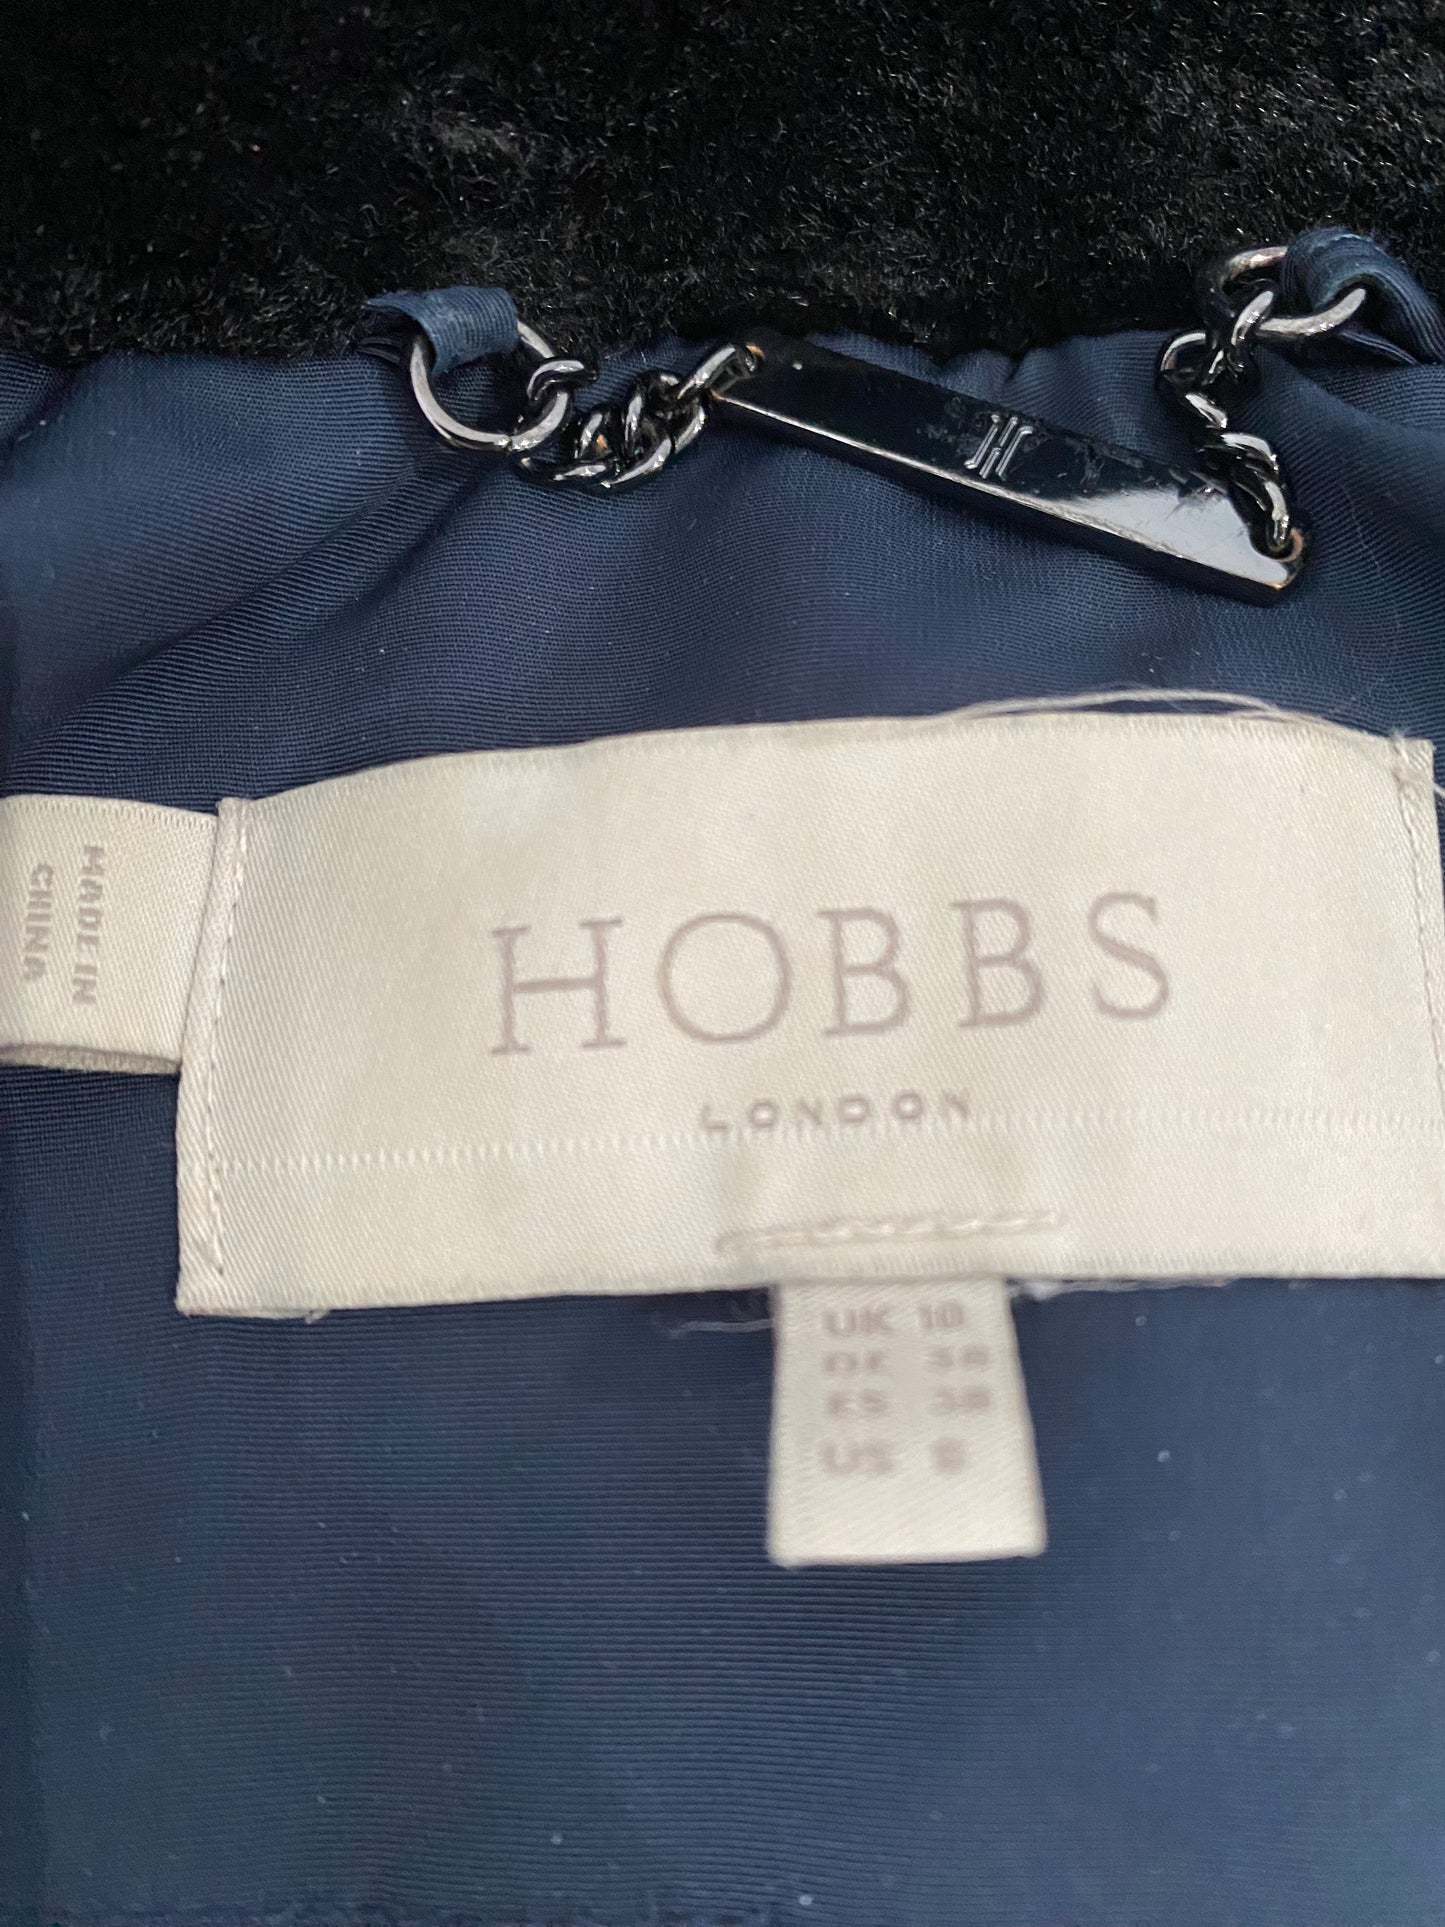 H
MADE IN
CHINA
HOBBS
LONDON
UK 10
DE 38
ES 38
US 6